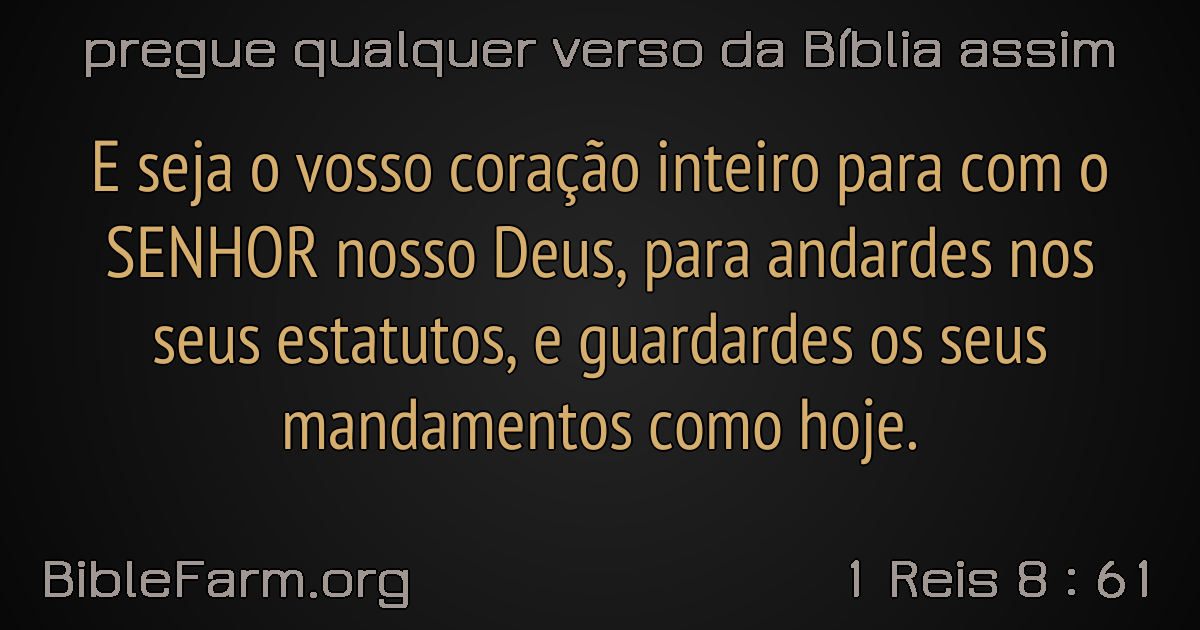 pregue qualquer verso da Bíblia assim
E seja o vosso coração inteiro para com o
SENHOR nosso Deus, para andardes nos
seus estatutos, e guardardes os seus
mandamentos como hoje.
BibleFarm.org
1 Reis 8 : 61